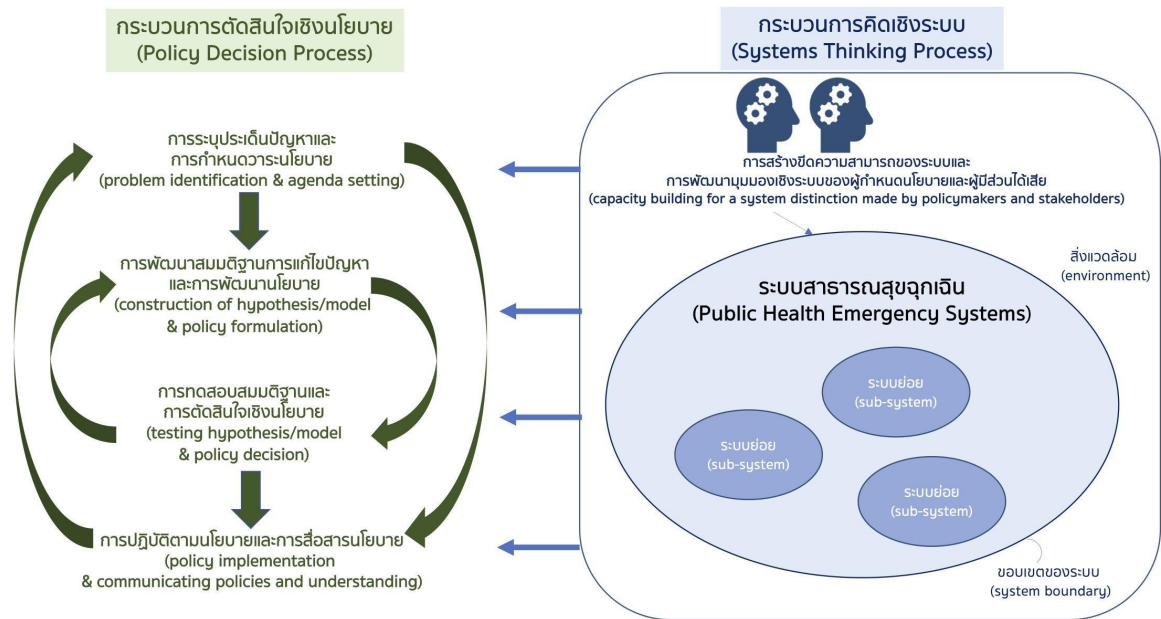 กระบวนการตัดสินใจเชิงนโยบาย
(Policy Decision Process)
การระบุประเด็นปัญหาและ
การกำหนดวาระนโยบาย
(problem identification & agenda setting)
การพัฒนาสมมติฐานการแก้ไขปัญหา
และการพัฒนานโยบาย
(construction of hypothesis/model
& policy formulation)
การทดสอบสมมติฐานและ
การตัดสินใจเชิงนโยบาย
(testing hypothesis/model
& policy decision)
การปฏิบัติตามนโยบายและการสื่อสารนโยบาย
(policy implementation
& communicating policies and understanding)
กระบวนการคิดเชิงระบบ
(Systems Thinking Process)
การสร้างขีดความสามารถของระบบและ
การพัฒนามุมมองเชิงระบบของผู้กำหนดนโยบายและผู้มีส่วนได้เสีย
(capacity building for a system distinction made by policymakers and stakeholders)
สิ่งแวดล้อม
(environment)
ระบบสาธารณสุขฉุกเฉิน
(Public Health Emergency Systems)
ระบบย่อย
(sub-system)
ระบบย่อย
(sub-system)
ระบบย่อย
(sub-system)
ขอบเขตของระบบ
(system boundary)